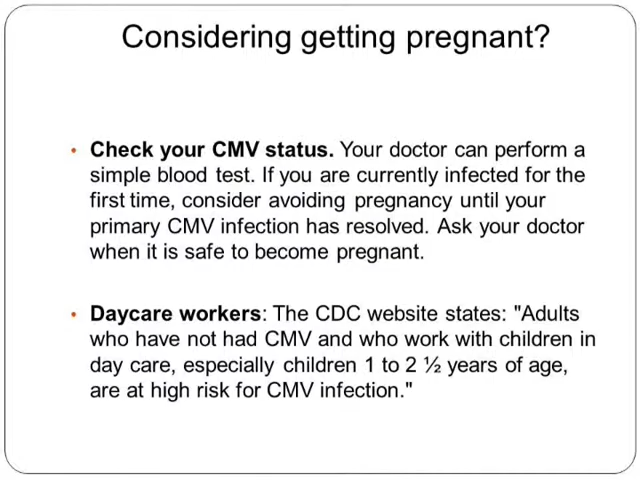 Considering getting pregnant?
• Check your CMV status. Your doctor can perform a
simple blood test. If you are currently infected for the
first time, consider avoiding pregnancy until your
primary CMV infection has resolved. Ask your doctor
when it is safe to become pregnant.
• Daycare workers: The CDC website states: "Adults
who have not had CMV and who work with children in
day care, especially children 1 to 2 ½ years of age,
are at high risk for CMV infection."